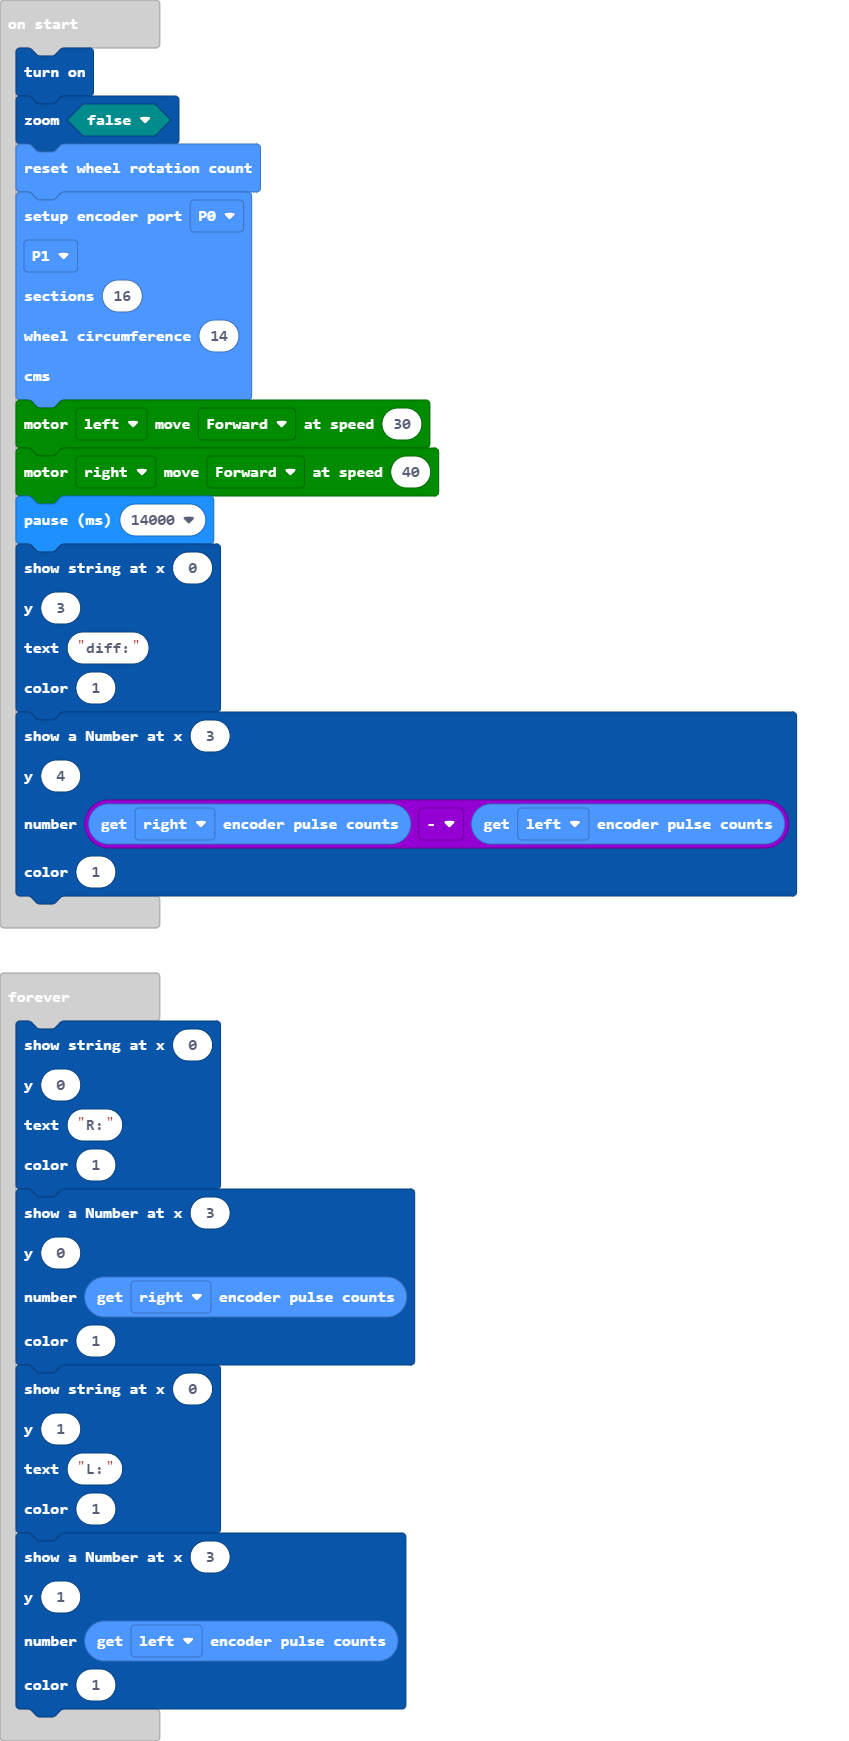 on start
turn on
zoom false
reset wheel rotation count
setup encoder port P0
P1
sections 16
wheel circumference 14
cms
motor left move Forward at speed 30
motor right move Forward at speed 40
pause (ms) 14000
show string at x 0
y 3
text "diff:"
color 1
show a Number at x 3
y 4
number get right encoder pulse counts - get left encoder pulse counts
color 1
forever
show string at x 0
y 0
text "R:"
color 1
show a Number at x 3
y 0
number get right encoder pulse counts
color 1
show string at x 0
y 1
text "L:"
color 1
show a Number at x 3
y 1
number get left encoder pulse counts
color 1